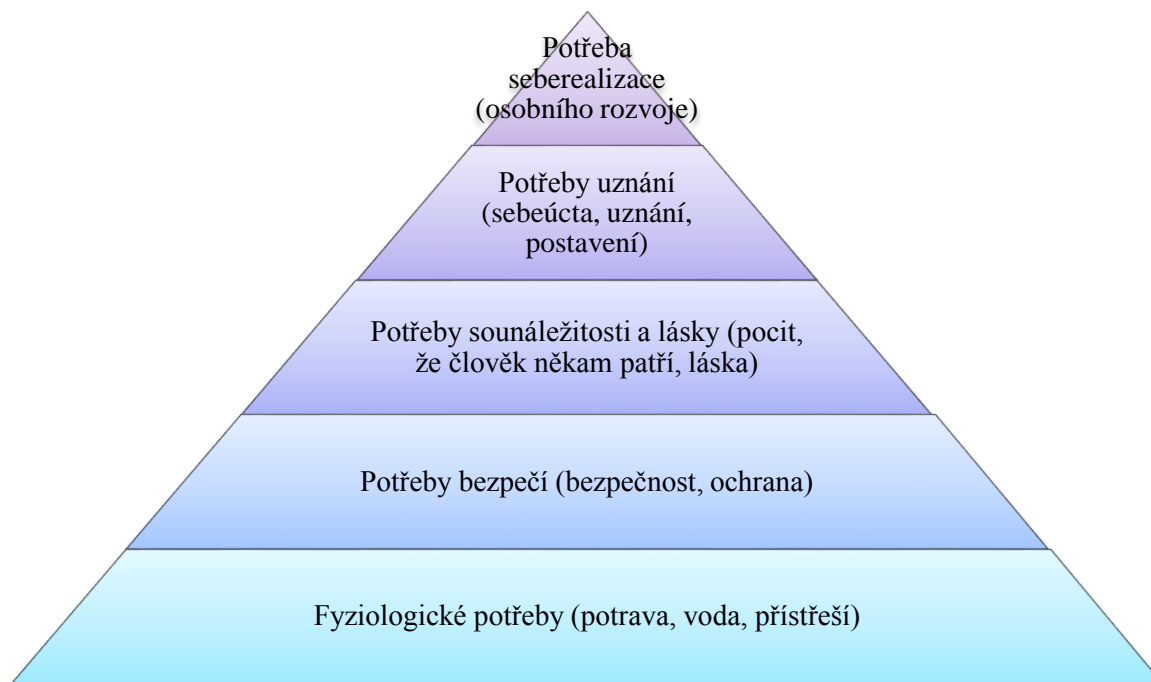 Potřeba
seberealizace
(osobního rozvoje)
Potřeby uznání
(sebeúcta, uznání,
postavení)
Potřeby sounáležitosti a lásky (pocit,
že člověk někam patří, láska)
Potřeby bezpečí (bezpečnost, ochrana)
Fyziologické potřeby (potrava, voda, přístřeší)